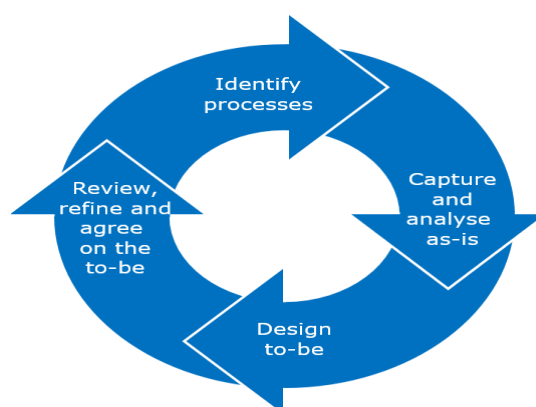 Identify
processes
Capture
and
analyse
as-is
Design
to-be
Review,
refine and
agree
on the
to-be